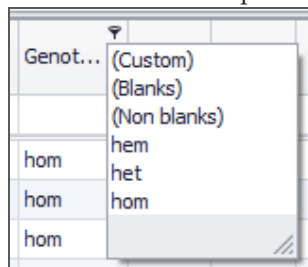 Genot...
(Custom)
(Blanks)
(Non blanks)
hem
het
hom
hom
hom
hom